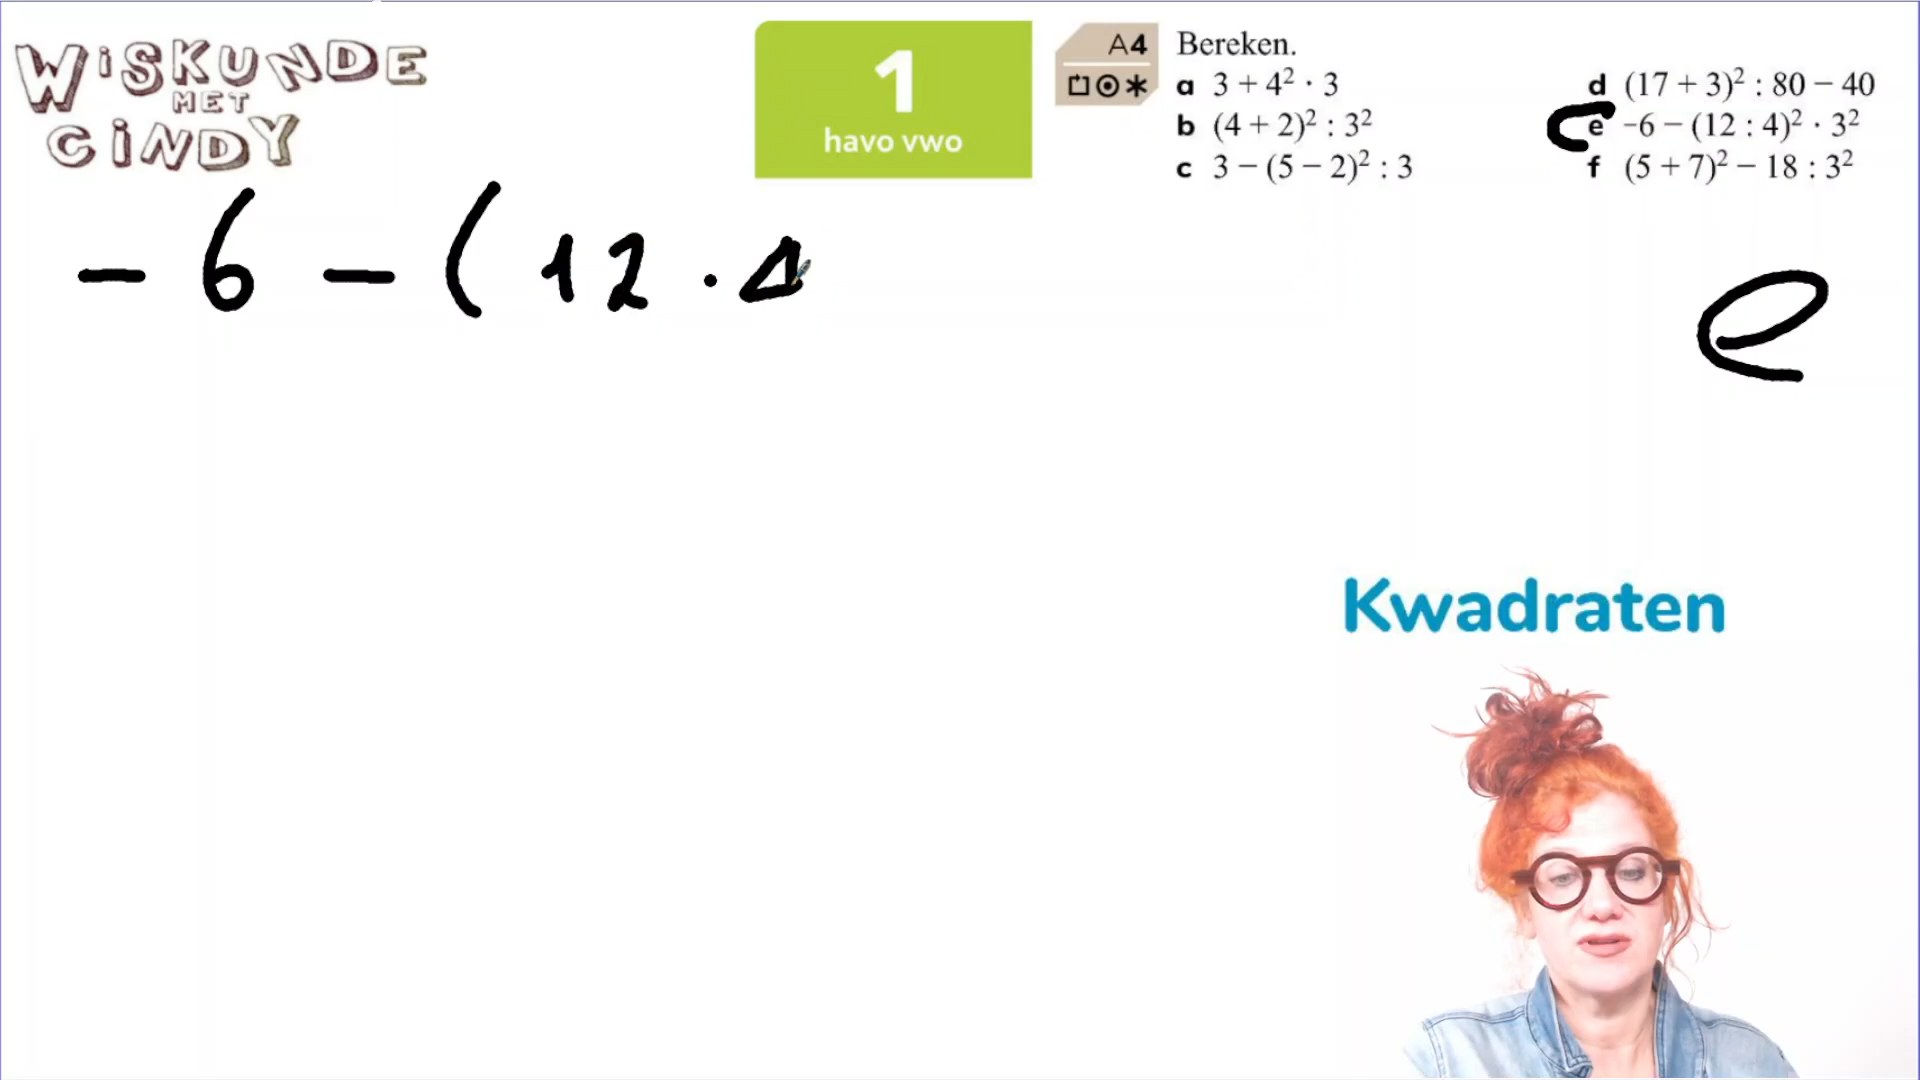 WiSKUNDE
MET
CiNDY
1
havo vwo
A4
Bereken.
a 3 + 4² · 3
b (4 + 2)² : 3²
c 3 – (5 – 2)² : 3
d (17 + 3)² : 80 – 40
e -6 – (12 : 4)² · 3²
f (5 + 7)² – 18 : 3²
- 6 - ( 12 . 4
e
Kwadraten